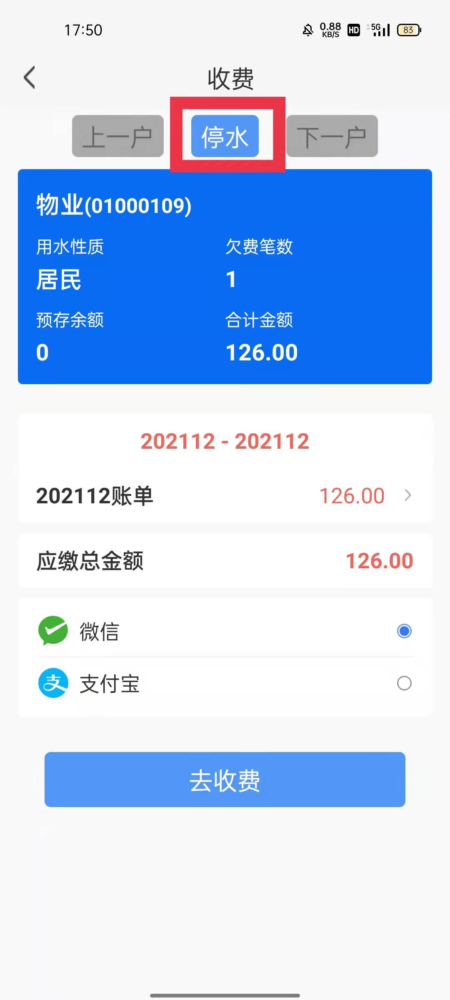 17:50 0.88 KB/S HD 5G 83
收费
上一户 停水 下一户
物业(01000109)
用水性质 欠费笔数
居民 1
预存余额 合计金额
0 126.00
202112 - 202112
202112账单 126.00
应缴总金额 126.00
微信
支 支付宝
去收费